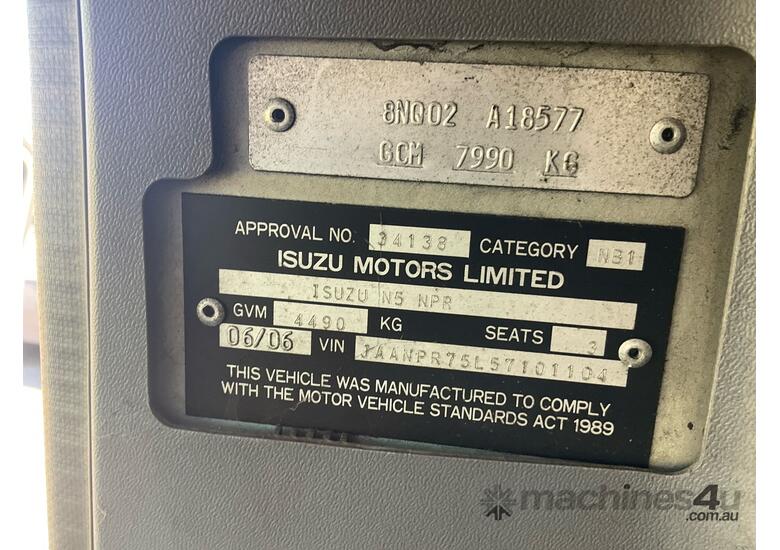 8NQ02 A18577
GCM 7990 KG
APPROVAL NO. 34138 CATEGORY NB1
ISUZU MOTORS LIMITED
ISUZU N5 NPR
GVM 4490 KG SEATS 3
06/06 VIN JAANPR75L57101104
THIS VEHICLE WAS MANUFACTURED TO COMPLY
WITH THE MOTOR VEHICLE STANDARDS ACT 1989
machines4u
.com.au